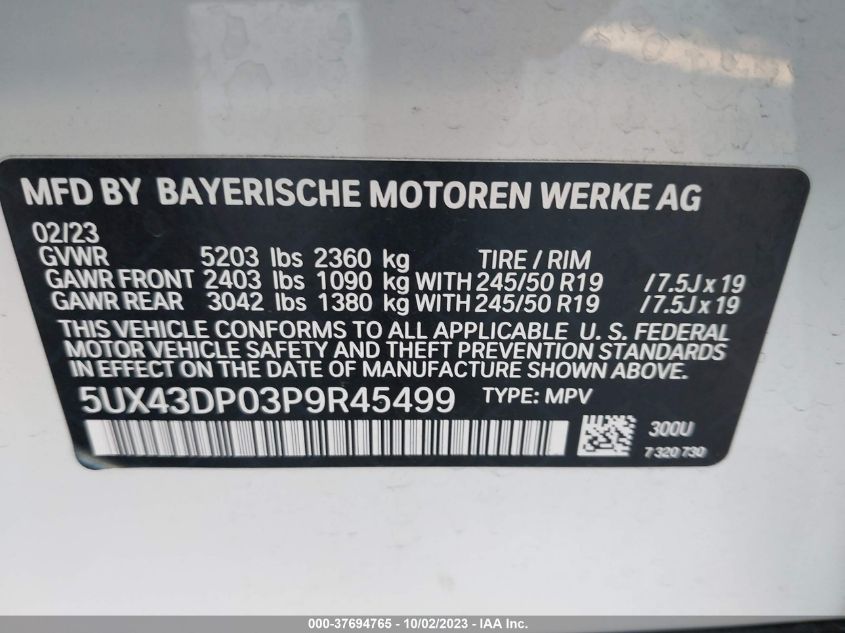 MFD BY BAYERISCHE MOTOREN WERKE AG
02/23
GVWR 5203 lbs 2360 kg TIRE / RIM
GAWR FRONT 2403 lbs 1090 kg WITH 245/50 R19 / 7.5J x 19
GAWR REAR 3042 lbs 1380 kg WITH 245/50 R19 / 7.5J x 19
THIS VEHICLE CONFORMS TO ALL APPLICABLE U. S. FEDERAL
MOTOR VEHICLE SAFETY AND THEFT PREVENTION STANDARDS
IN EFFECT ON THE DATE OF MANUFACTURE SHOWN ABOVE.
5UX43DP03P9R45499 TYPE: MPV
300U
7 320 730
000-37694765 - 10/02/2023 - IAA Inc.